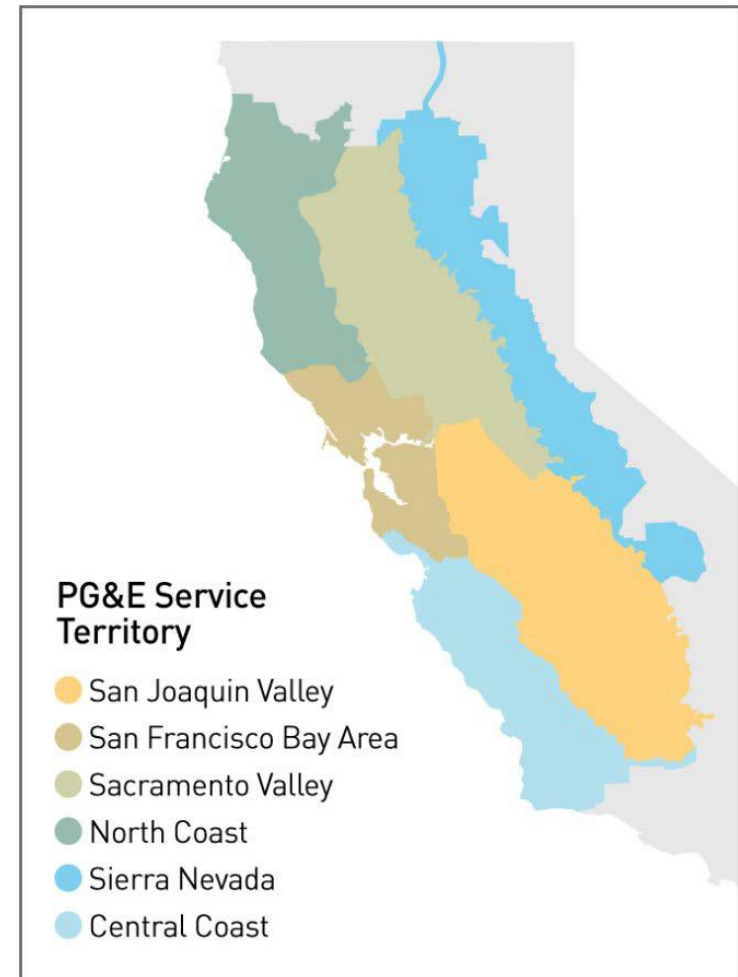 PG&E Service
Territory
San Joaquin Valley
San Francisco Bay Area
Sacramento Valley
North Coast
Sierra Nevada
Central Coast